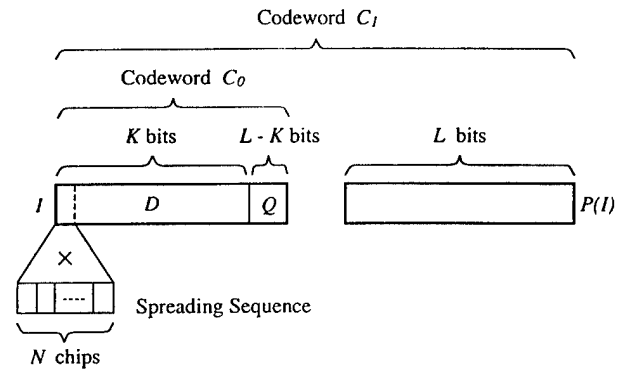 Codeword C₁
Codeword C₀
K bits L - K bits L bits
I D Q P(I)
×
Spreading Sequence
N chips